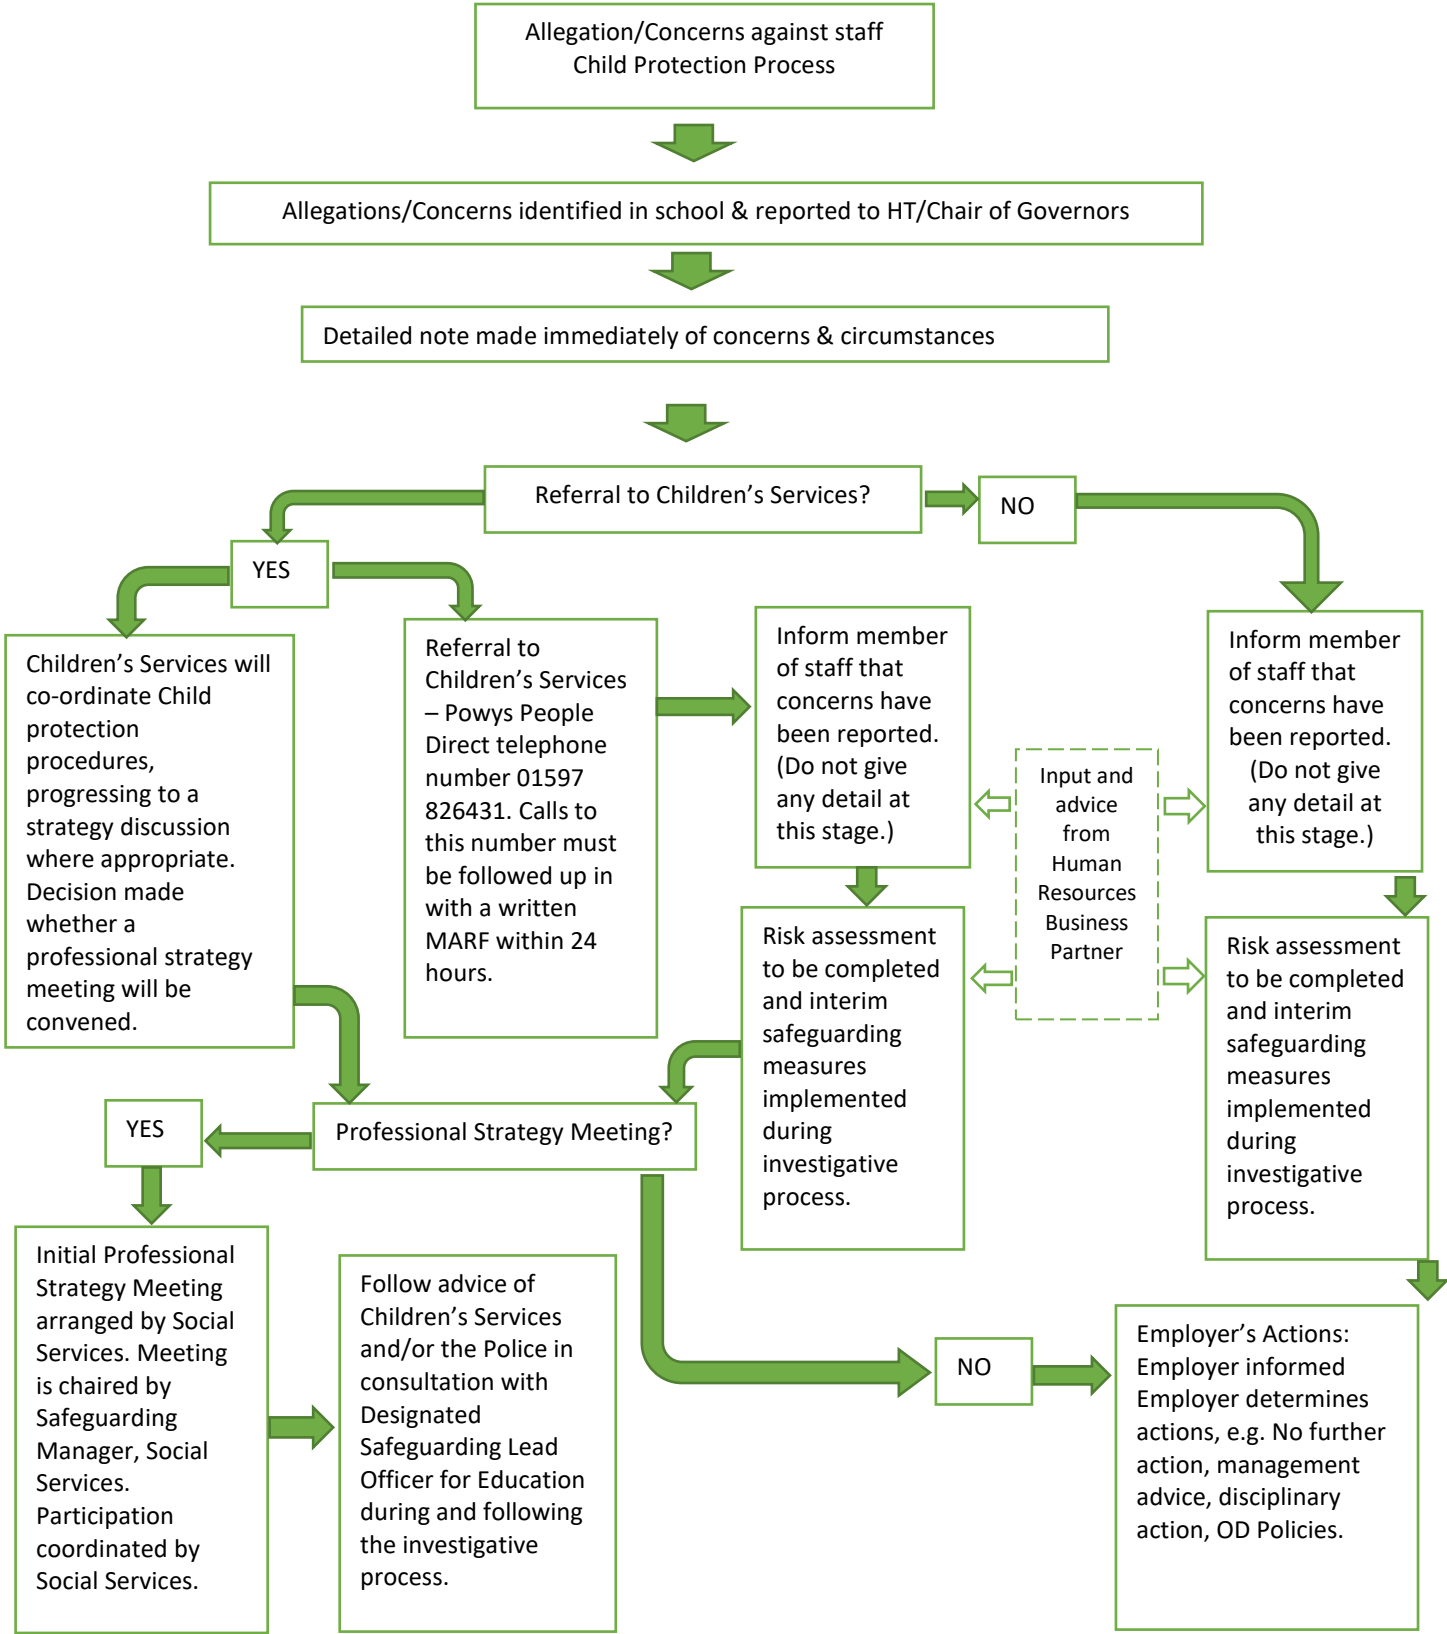 Allegation/Concerns against staff
Child Protection Process
Allegations/Concerns identified in school & reported to HT/Chair of Governors
Detailed note made immediately of concerns & circumstances
Referral to Children’s Services?
NO
YES
Children’s Services will
co-ordinate Child
protection
procedures,
progressing to a
strategy discussion
where appropriate.
Decision made
whether a
professional strategy
meeting will be
convened.
Referral to
Children’s Services
– Powys People
Direct telephone
number 01597
826431. Calls to
this number must
be followed up in
with a written
MARF within 24
hours.
Inform member
of staff that
concerns have
been reported.
(Do not give
any detail at
this stage.)
Input and
advice
from
Human
Resources
Business
Partner
Inform member
of staff that
concerns have
been reported.
(Do not give
any detail at
this stage.)
Risk assessment
to be completed
and interim
safeguarding
measures
implemented
during
investigative
process.
Risk assessment
to be completed
and interim
safeguarding
measures
implemented
during
investigative
process.
Professional Strategy Meeting?
YES
Initial Professional
Strategy Meeting
arranged by Social
Services. Meeting
is chaired by
Safeguarding
Manager, Social
Services.
Participation
coordinated by
Social Services.
Follow advice of
Children’s Services
and/or the Police in
consultation with
Designated
Safeguarding Lead
Officer for Education
during and following
the investigative
process.
NO
Employer’s Actions:
Employer informed
Employer determines
actions, e.g. No further
action, management
advice, disciplinary
action, OD Policies.